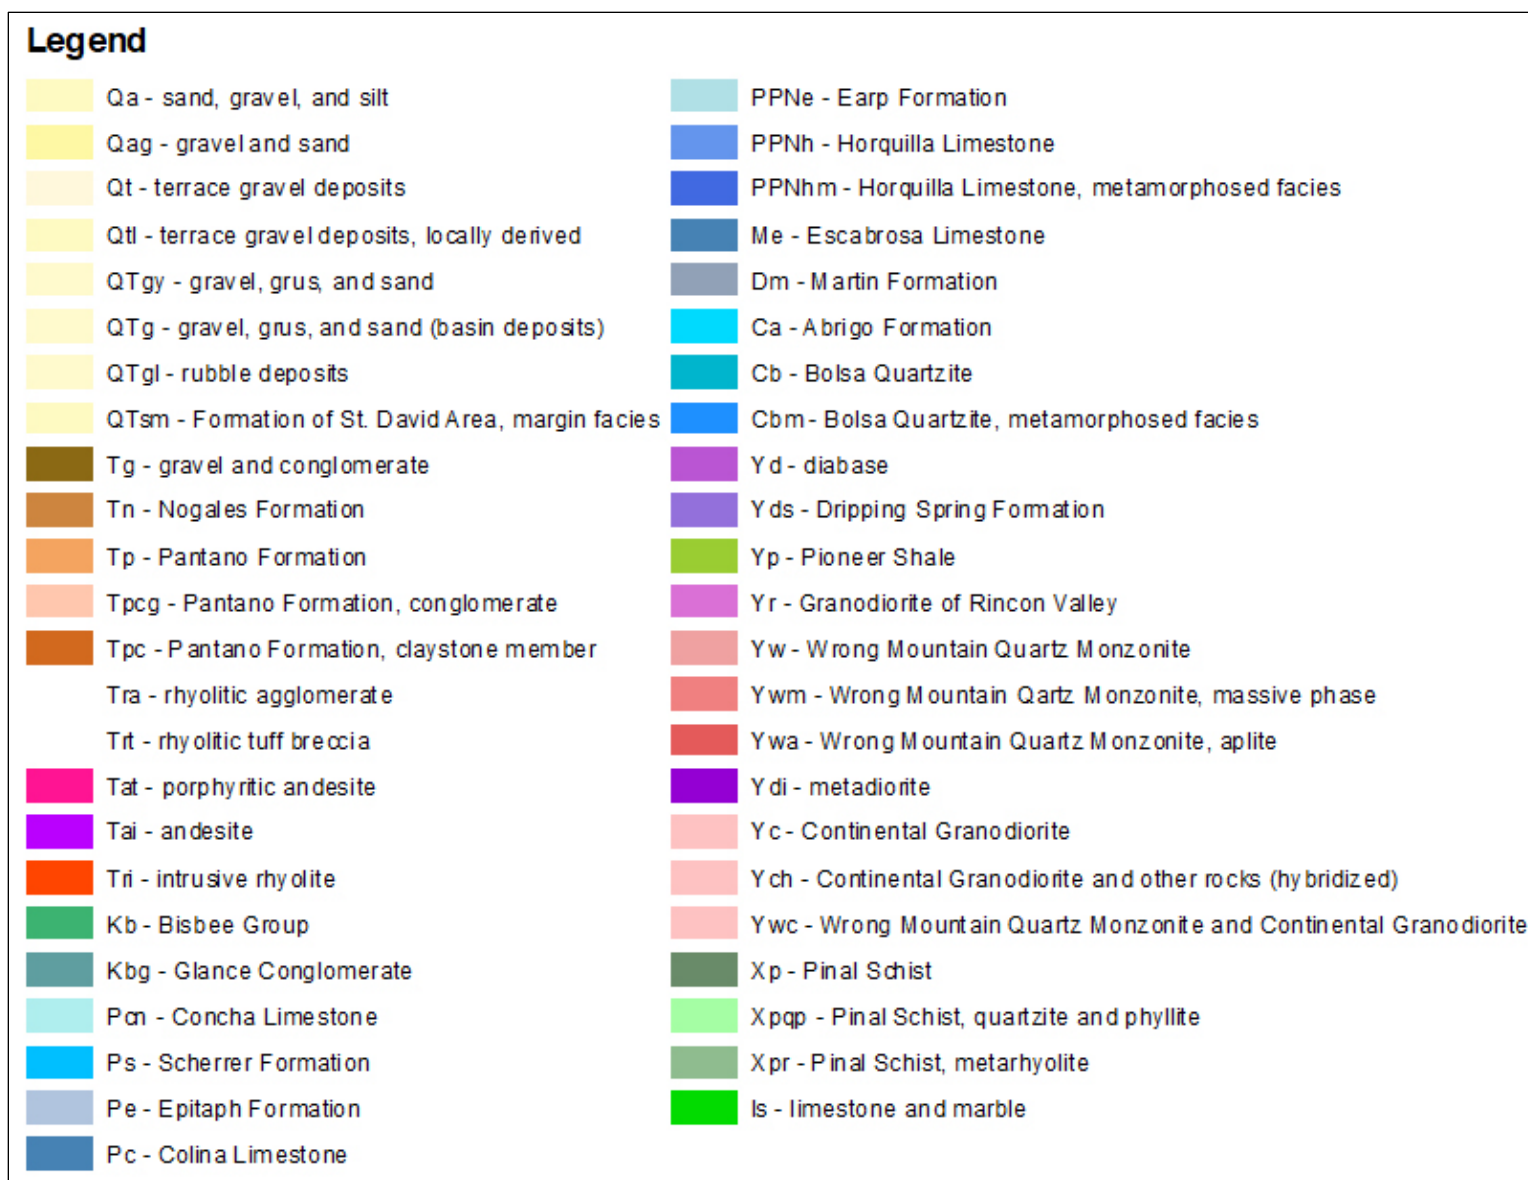 Legend
Qa - sand, gravel, and silt
Qag - gravel and sand
Qt - terrace gravel deposits
Qtl - terrace gravel deposits, locally derived
QTgy - gravel, grus, and sand
QTg - gravel, grus, and sand (basin deposits)
QTgl - rubble deposits
QTsm - Formation of St. David Area, margin facies
Tg - gravel and conglomerate
Tn - Nogales Formation
Tp - Pantano Formation
Tpcg - Pantano Formation, conglomerate
Tpc - Pantano Formation, claystone member
Tra - rhyolitic agglomerate
Trt - rhyolitic tuff breccia
Tat - porphyritic andesite
Tai - andesite
Tri - intrusive rhyolite
Kb - Bisbee Group
Kbg - Glance Conglomerate
Pcn - Concha Limestone
Ps - Scherrer Formation
Pe - Epitaph Formation
Pc - Colina Limestone
PPNe - Earp Formation
PPNh - Horquilla Limestone
PPNhm - Horquilla Limestone, metamorphosed facies
Me - Escabrosa Limestone
Dm - Martin Formation
Ca - Abrigo Formation
Cb - Bolsa Quartzite
Cbm - Bolsa Quartzite, metamorphosed facies
Yd - diabase
Yds - Dripping Spring Formation
Yp - Pioneer Shale
Yr - Granodiorite of Rincon Valley
Yw - Wrong Mountain Quartz Monzonite
Ywm - Wrong Mountain Qartz Monzonite, massive phase
Ywa - Wrong Mountain Quartz Monzonite, aplite
Ydi - metadiorite
Yc - Continental Granodiorite
Ych - Continental Granodiorite and other rocks (hybridized)
Ywc - Wrong Mountain Quartz Monzonite and Continental Granodiorite
Xp - Pinal Schist
Xpqp - Pinal Schist, quartzite and phyllite
Xpr - Pinal Schist, metarhyolite
ls - limestone and marble